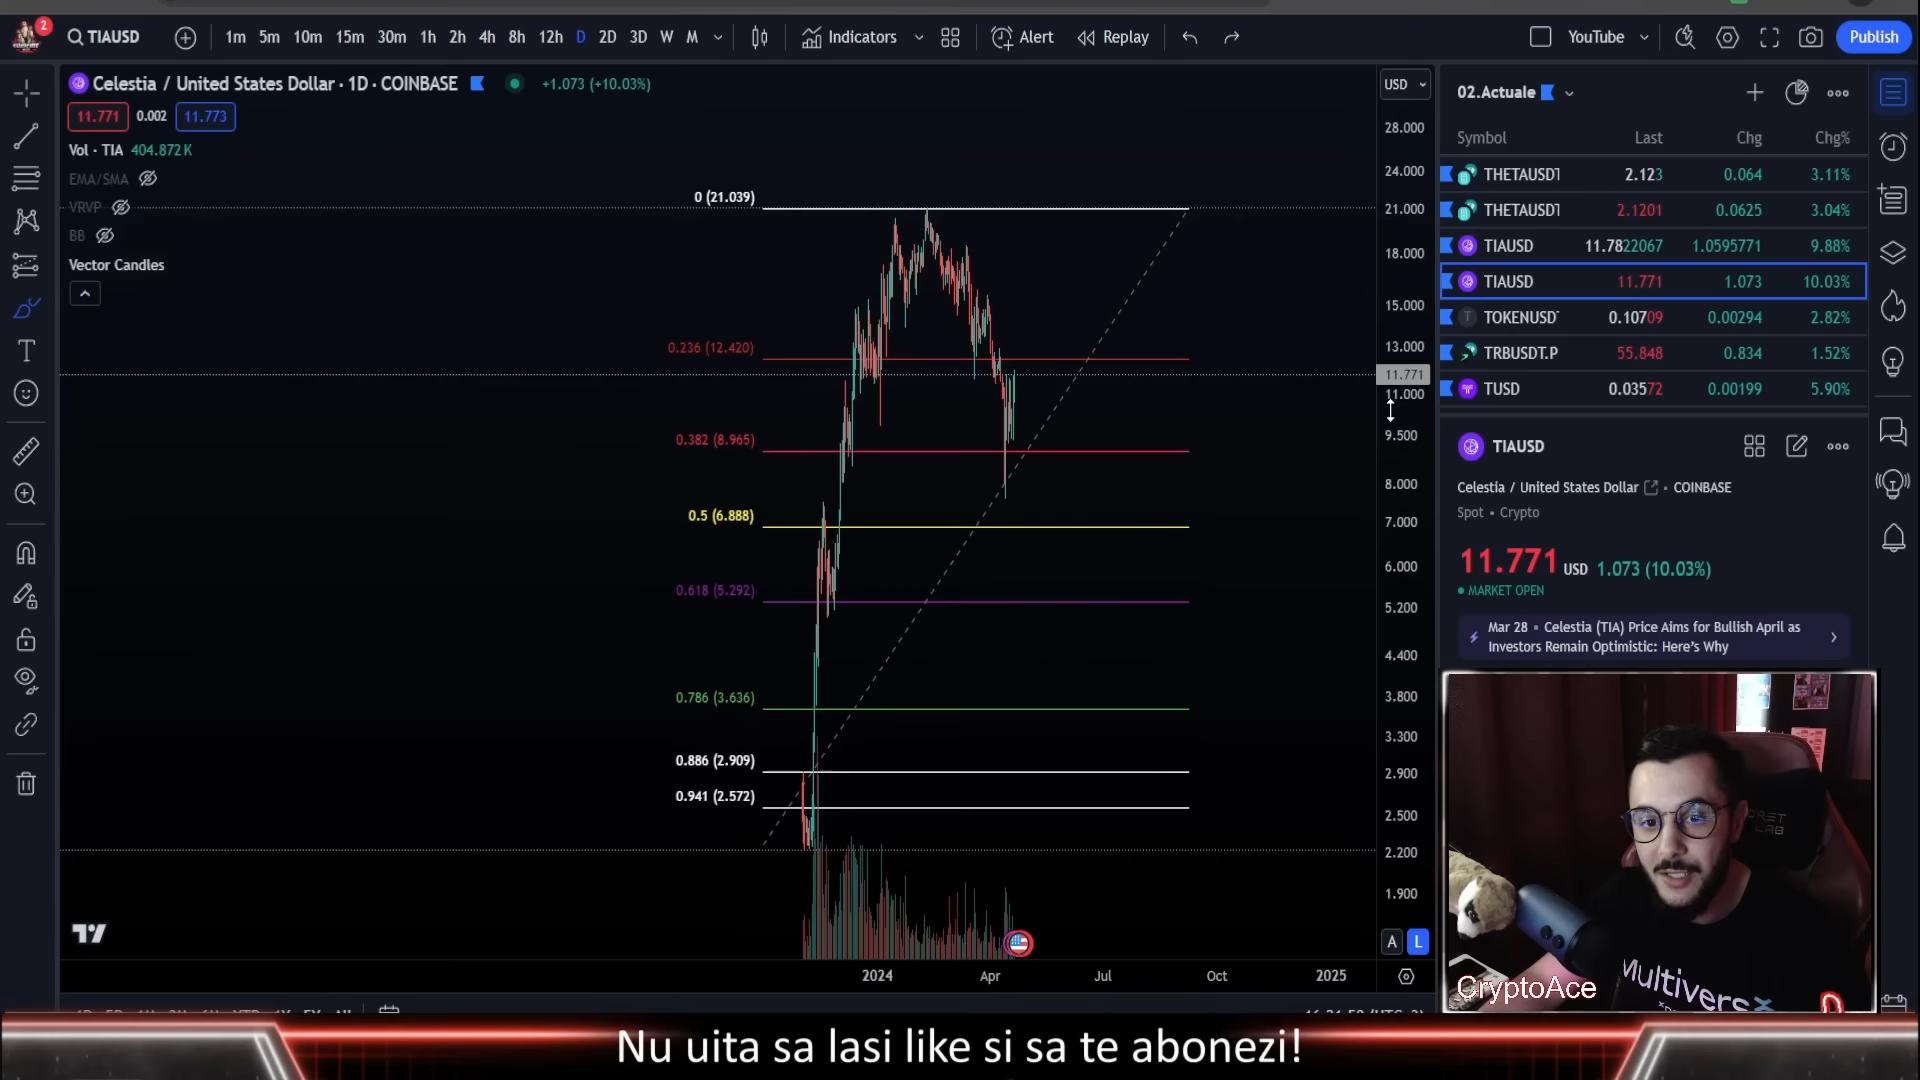 2
TIAUSD
1m 5m 10m 15m 30m 1h 2h 4h 8h 12h D 2D 3D W M
Indicators
Alert
Replay
YouTube
Publish
Celestia / United States Dollar · 1D · COINBASE
+1.073 (+10.03%)
11.771 0.002 11.773
Vol · TIA 404.872 K
EMA/SMA
VRVP
BB
Vector Candles
0 (21.039)
0.236 (12.420)
0.382 (8.965)
0.5 (6.888)
0.618 (5.292)
0.786 (3.636)
0.886 (2.909)
0.941 (2.572)
USD
28.000
24.000
21.000
18.000
15.000
13.000
11.771
11.000
9.500
8.000
7.000
6.000
5.200
4.400
3.800
3.300
2.900
2.500
2.200
1.900
A L
2024 Apr Jul Oct 2025
02.Actuale
Symbol Last Chg Chg%
THETAUSDT 2.123 0.064 3.11%
THETAUSDT 2.1201 0.0625 3.04%
TIAUSD 11.7822067 1.0595771 9.88%
TIAUSD 11.771 1.073 10.03%
TOKENUSD 0.10709 0.00294 2.82%
TRBUSDT.P 55.848 0.834 1.52%
TUSD 0.03572 0.00199 5.90%
TIAUSD
Celestia / United States Dollar · COINBASE
Spot • Crypto
11.771 USD 1.073 (10.03%)
MARKET OPEN
Mar 28 • Celestia (TIA) Price Aims for Bullish April as
Investors Remain Optimistic: Here's Why
CryptoAce
Nu uita sa lasi like si sa te abonezi!